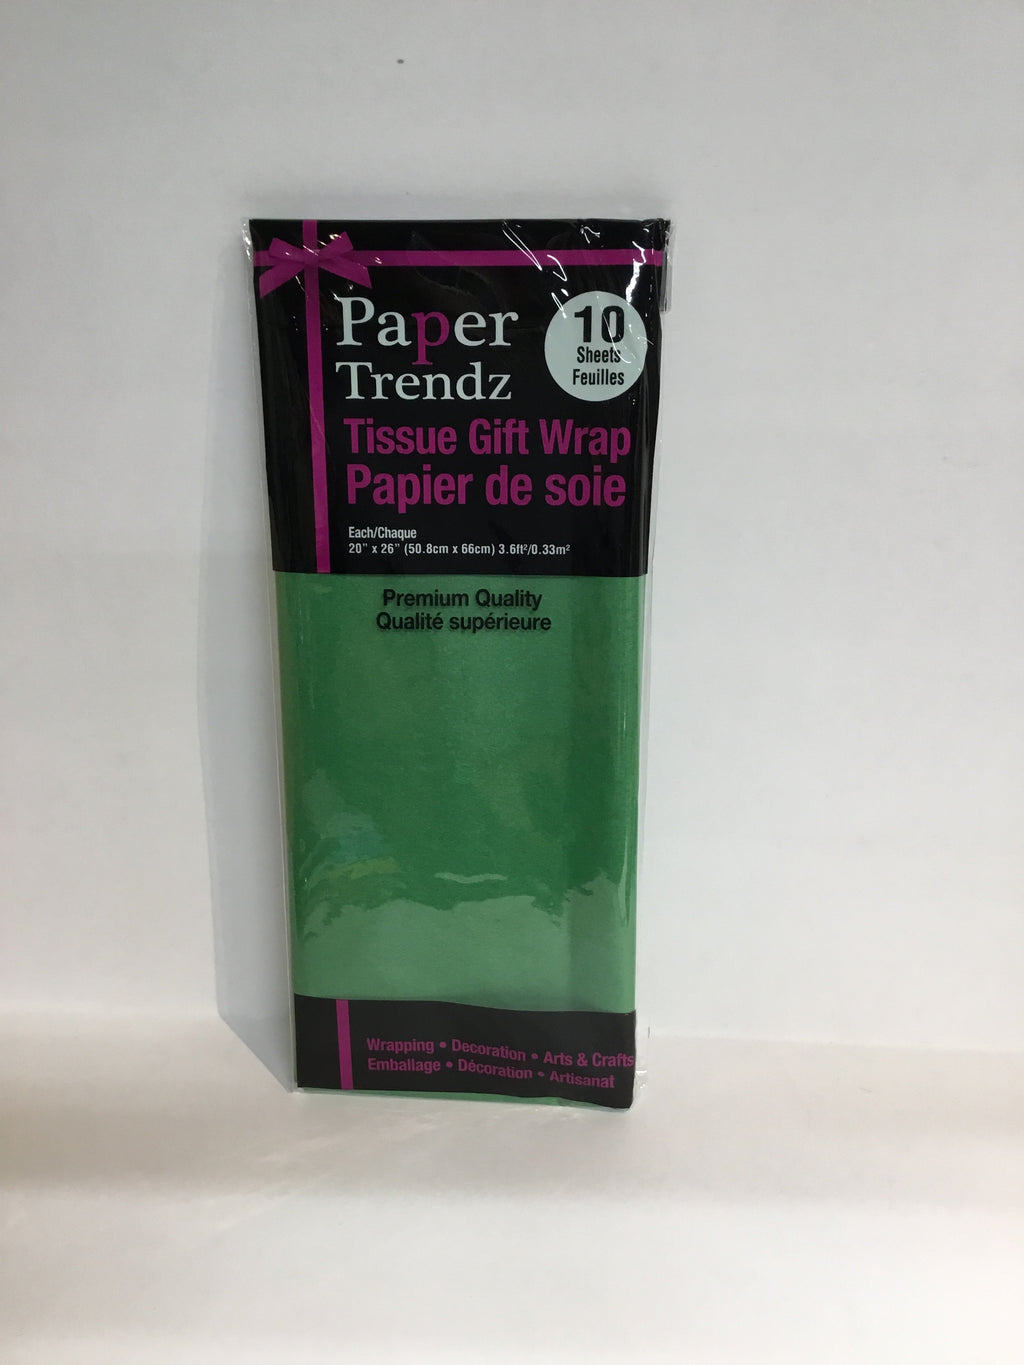 Paper
Trendz
10
Sheets
Feuilles
Tissue Gift Wrap
Papier de soie
Each/Chaque
20” x 26” (50.8cm x 66cm) 3.6ft²/0.33m²
Premium Quality
Qualité supérieure
Wrapping • Decoration • Arts & Crafts
Emballage • Décoration • Artisanat